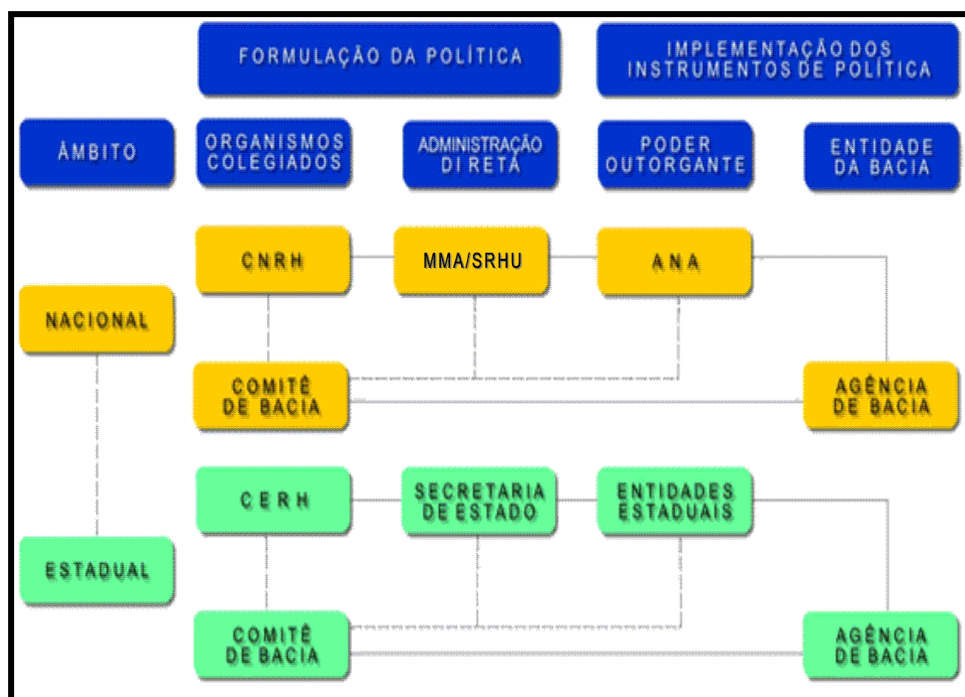 FORMULAÇÃO DA POLÍTICA
IMPLEMENTAÇÃO DOS
INSTRUMENTOS DE POLÍTICA
ÂMBITO
ORGANISMOS
COLEGIADOS
ADMINISTRAÇÃO
DIRETA
PODER
OUTORGANTE
ENTIDADE
DA BACIA
NACIONAL
CNRH
MMA/SRHU
ANA
COMITÊ
DE BACIA
AGÊNCIA
DE BACIA
ESTADUAL
CERH
SECRETARIA
DE ESTADO
ENTIDADES
ESTADUAIS
COMITÊ
DE BACIA
AGÊNCIA
DE BACIA